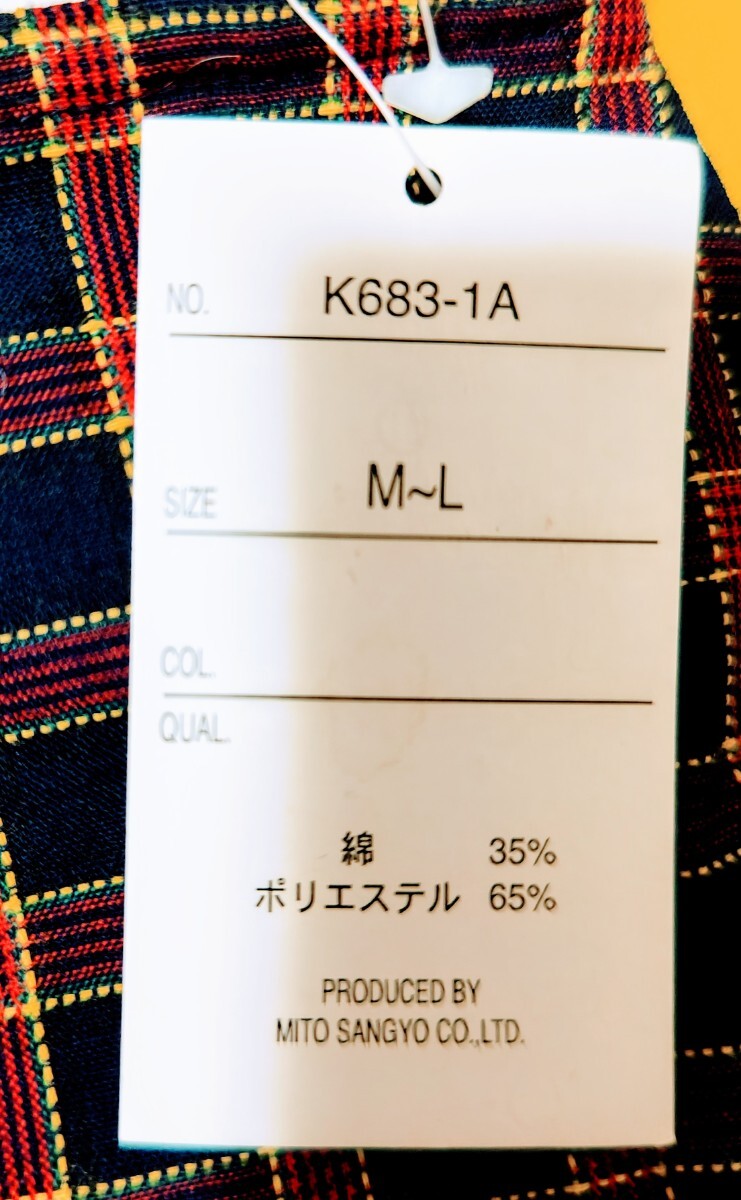 NO. K683-1A
SIZE M~L
COL.
QUAL.
綿 35%
ポリエステル 65%
PRODUCED BY
MITO SANGYO CO.,LTD.